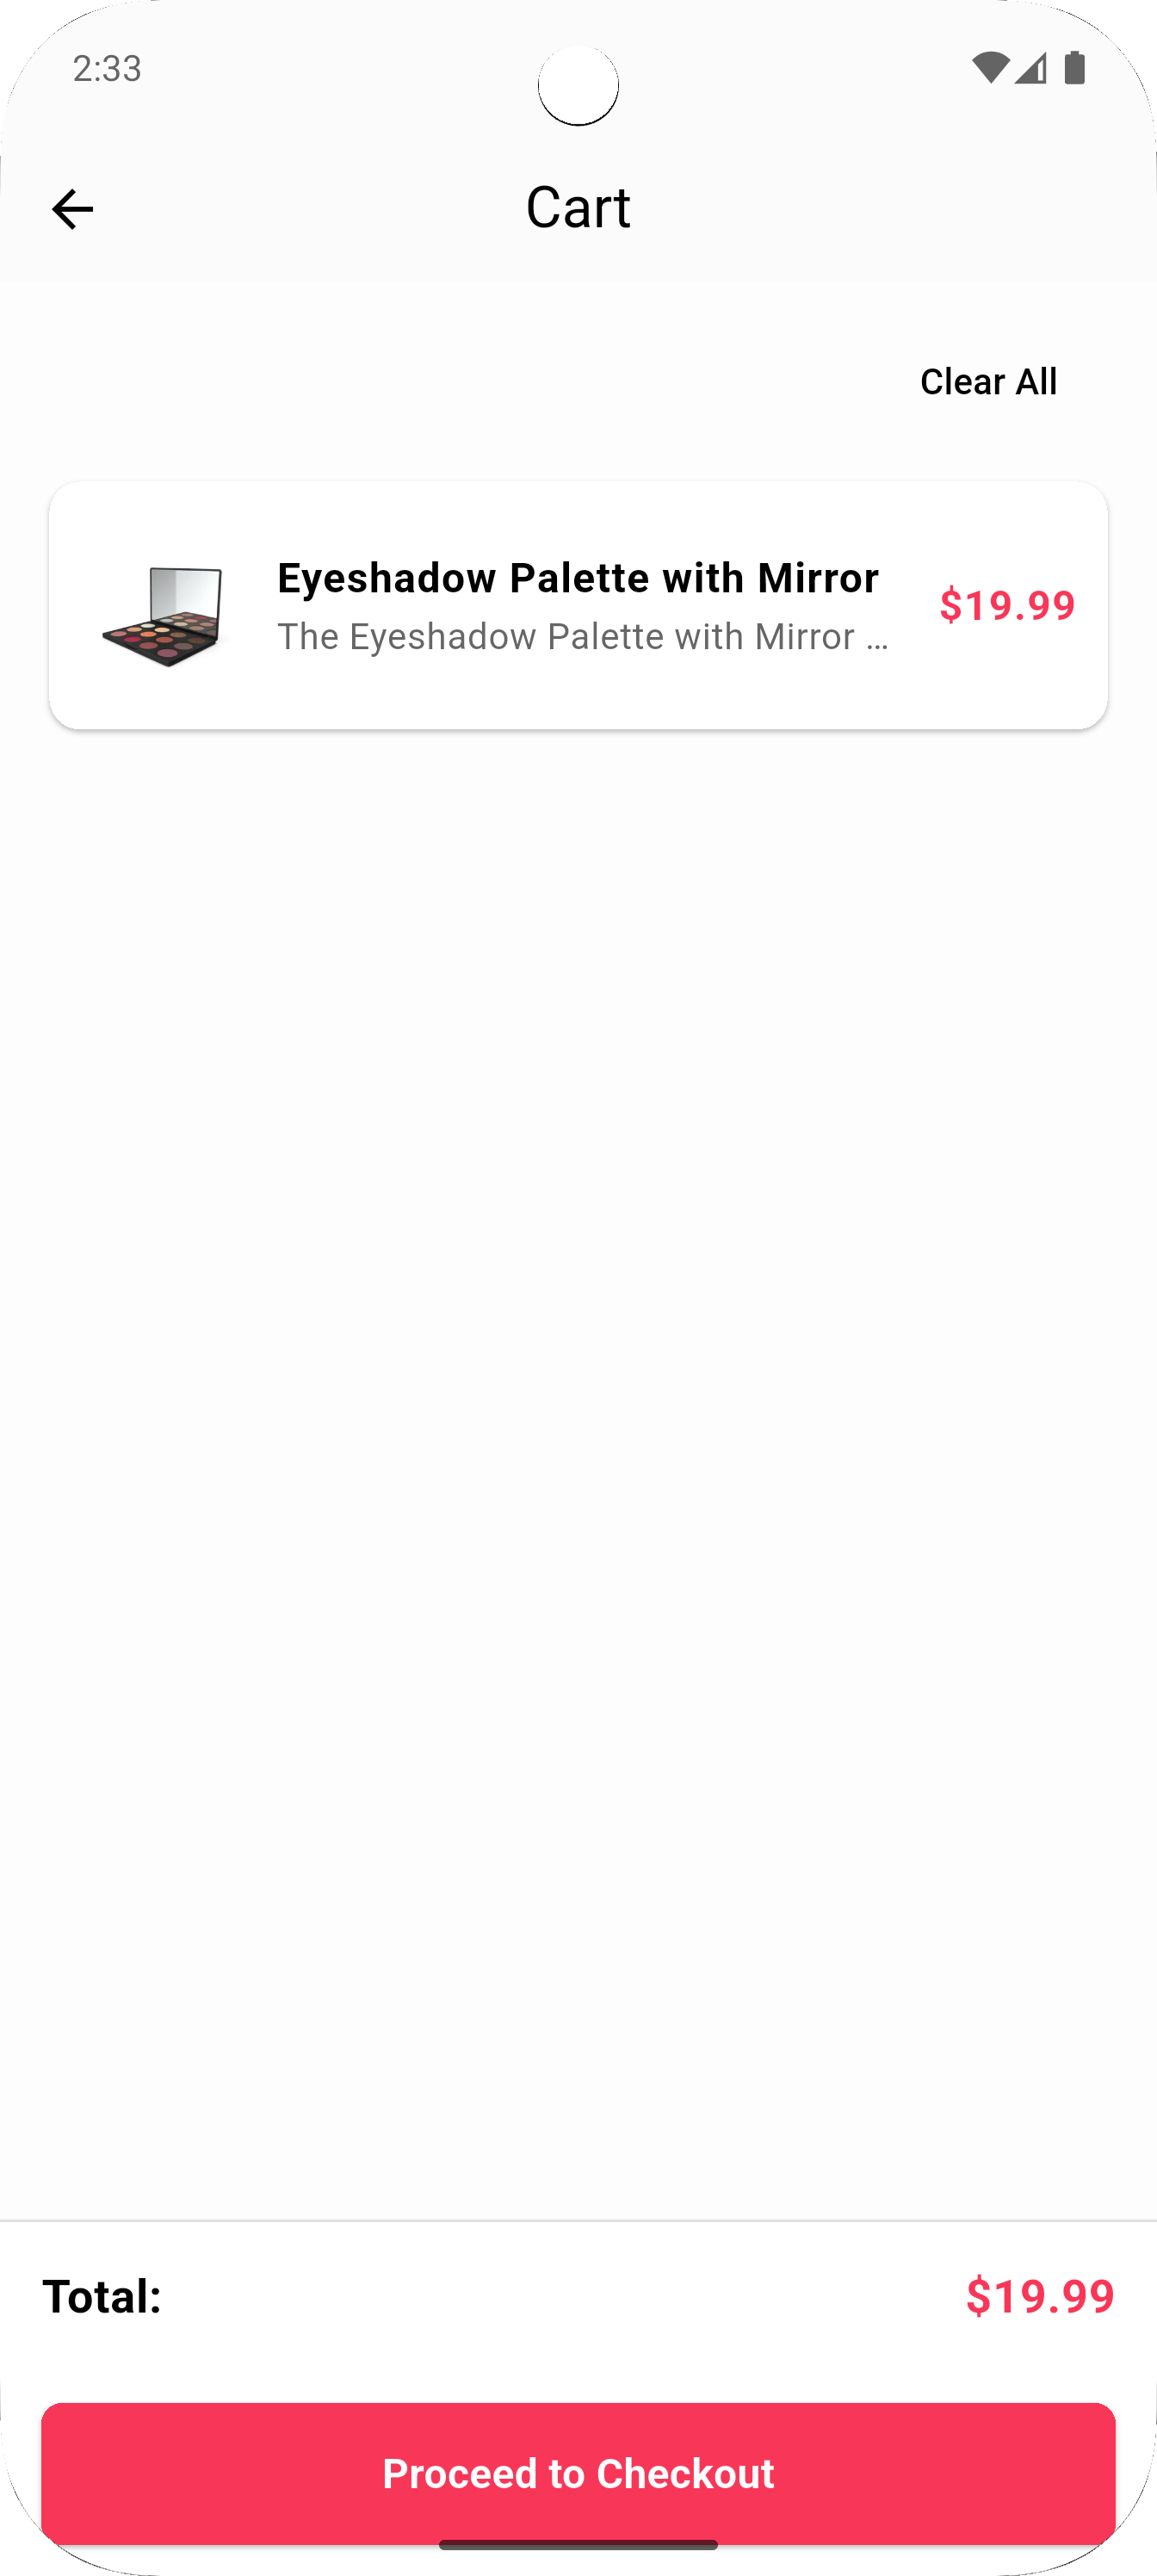 2:33
Cart
Clear All
Eyeshadow Palette with Mirror
The Eyeshadow Palette with Mirror ...
$19.99
Total:
$19.99
Proceed to Checkout